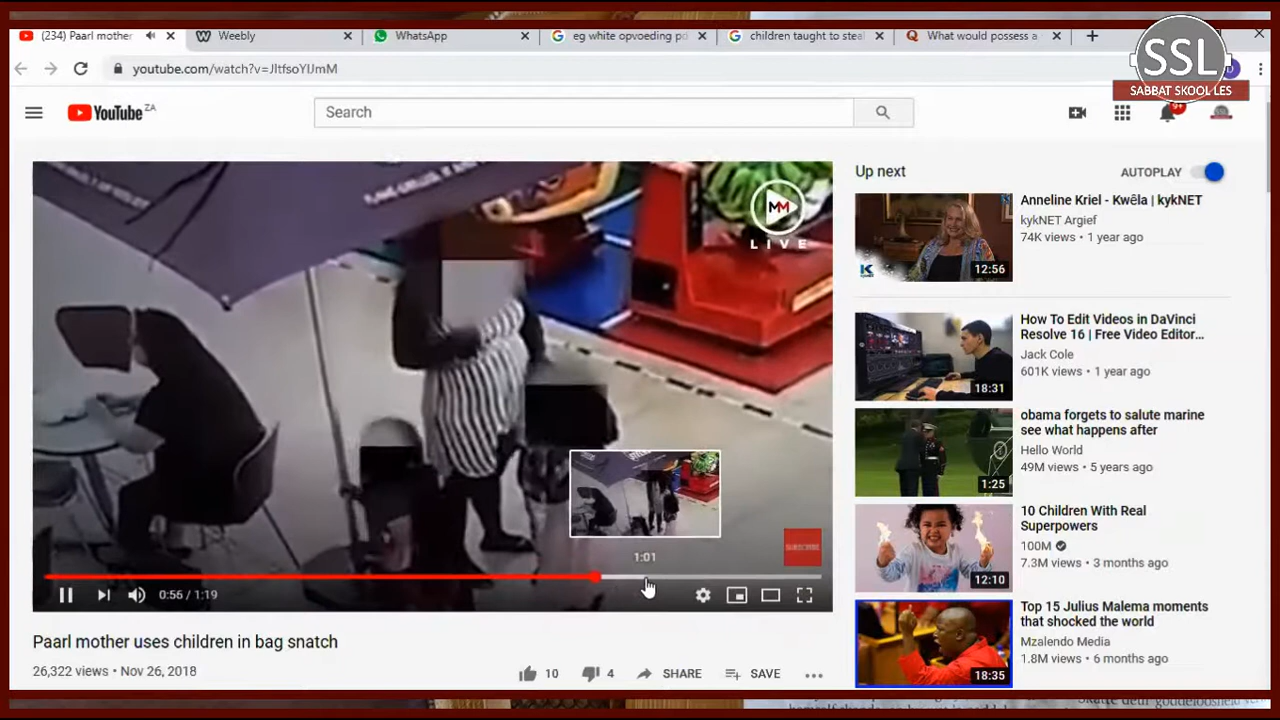 (234) Paarl mother
Weebly
WhatsApp
eg white opvoeding po
children taught to steal
What would possess a
SSL
SABBAT SKOOL LES
youtube.com/watch?v=JltfsoYlJmM
YouTube ZA
Search
9+
MM
LIVE
1:01
SUBSCRIBE
0:56 / 1:19
Paarl mother uses children in bag snatch
26,322 views • Nov 26, 2018
10
4
SHARE
SAVE
Up next
AUTOPLAY
Anneline Kriel - Kwêla | kykNET
kykNET Argief
74K views • 1 year ago
12:56
How To Edit Videos in DaVinci
Resolve 16 | Free Video Editor...
Jack Cole
601K views • 1 year ago
18:31
obama forgets to salute marine
see what happens after
Hello World
49M views • 5 years ago
1:25
10 Children With Real
Superpowers
100M
7.3M views • 3 months ago
12:10
Top 15 Julius Malema moments
that shocked the world
Mzalendo Media
1.8M views • 6 months ago
18:35